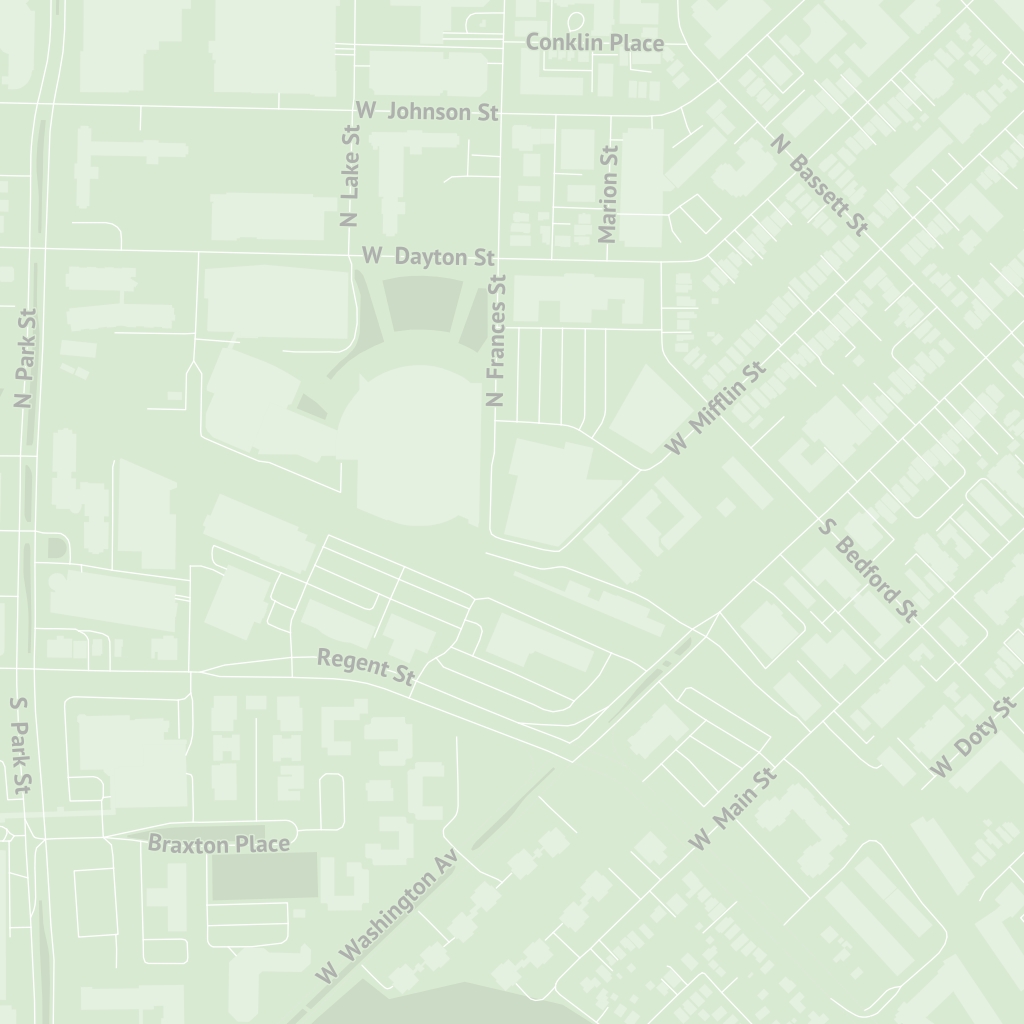 Conklin Place
W Johnson St
N Lake St
Marion St
N Bassett St
W Dayton St
N Park St
N Frances St
W Mifflin St
S Bedford St
Regent St
S Park St
W Doty St
W Main St
Braxton Place
W Washington Av